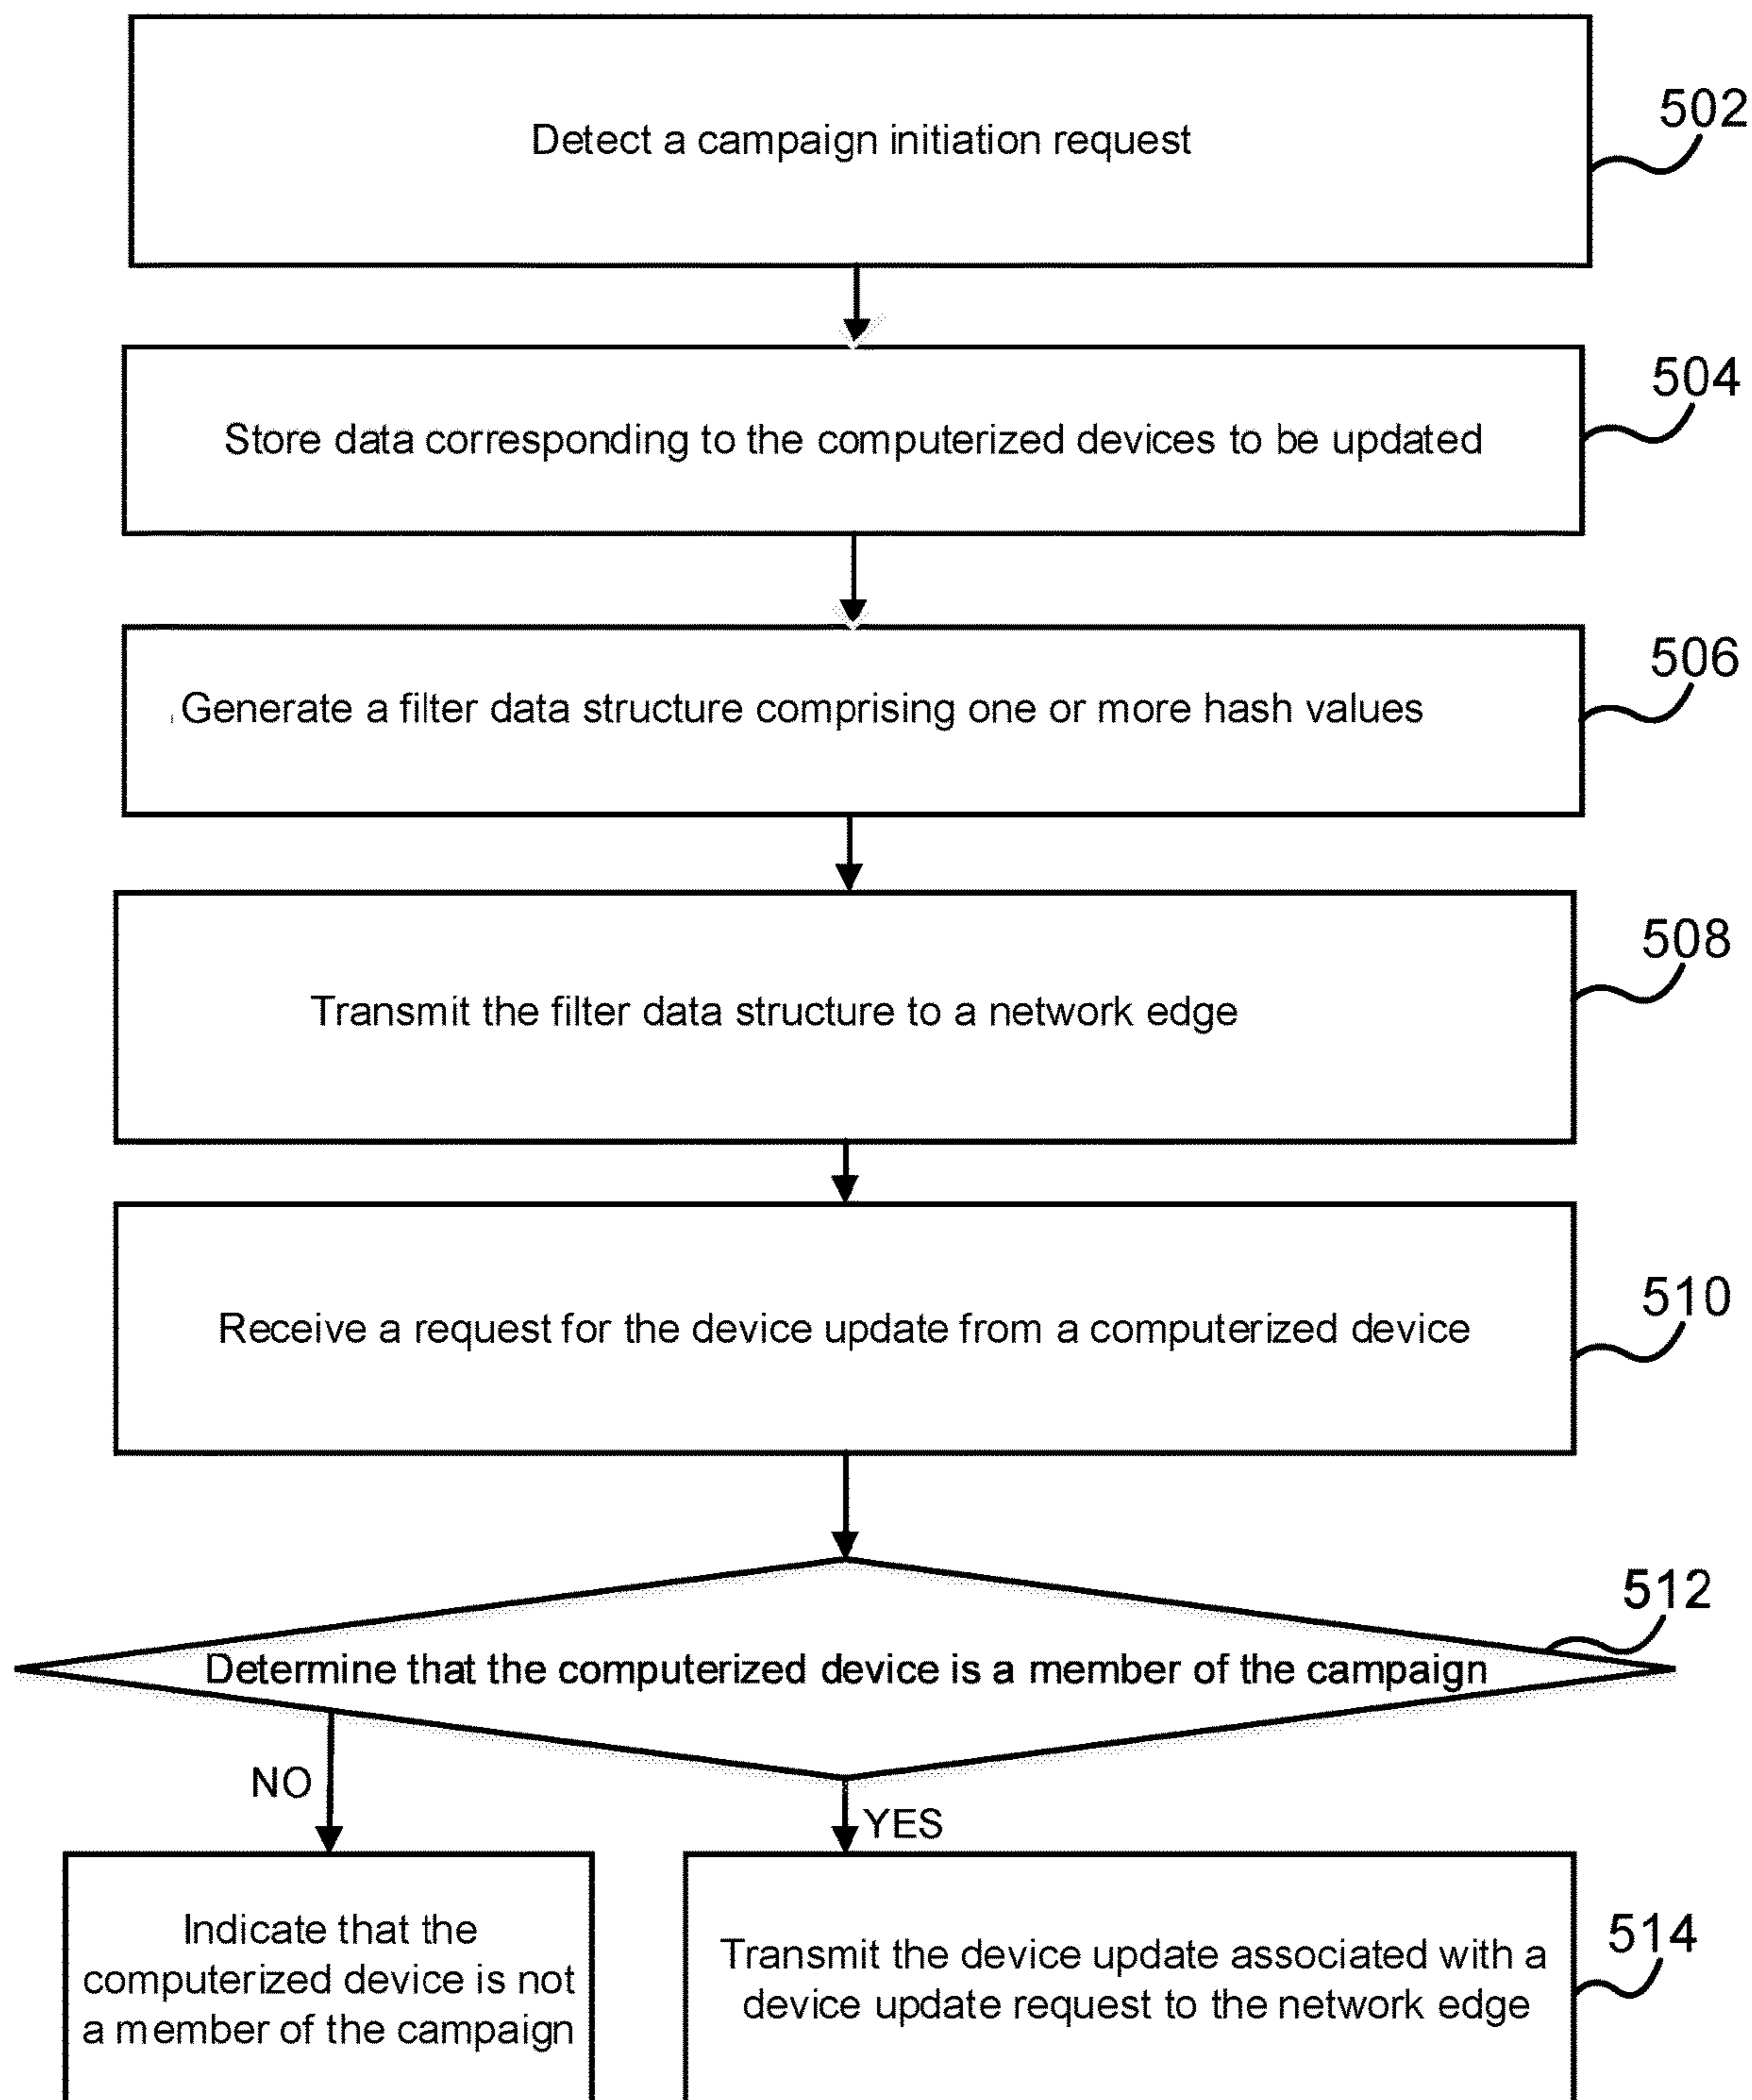 Detect a campaign initiation request
502
Store data corresponding to the computerized devices to be updated
504
Generate a filter data structure comprising one or more hash values
506
Transmit the filter data structure to a network edge
508
Receive a request for the device update from a computerized device
510
Determine that the computerized device is a member of the campaign
512
NO
YES
Indicate that the
computerized device is not
a member of the campaign
Transmit the device update associated with a
device update request to the network edge
514